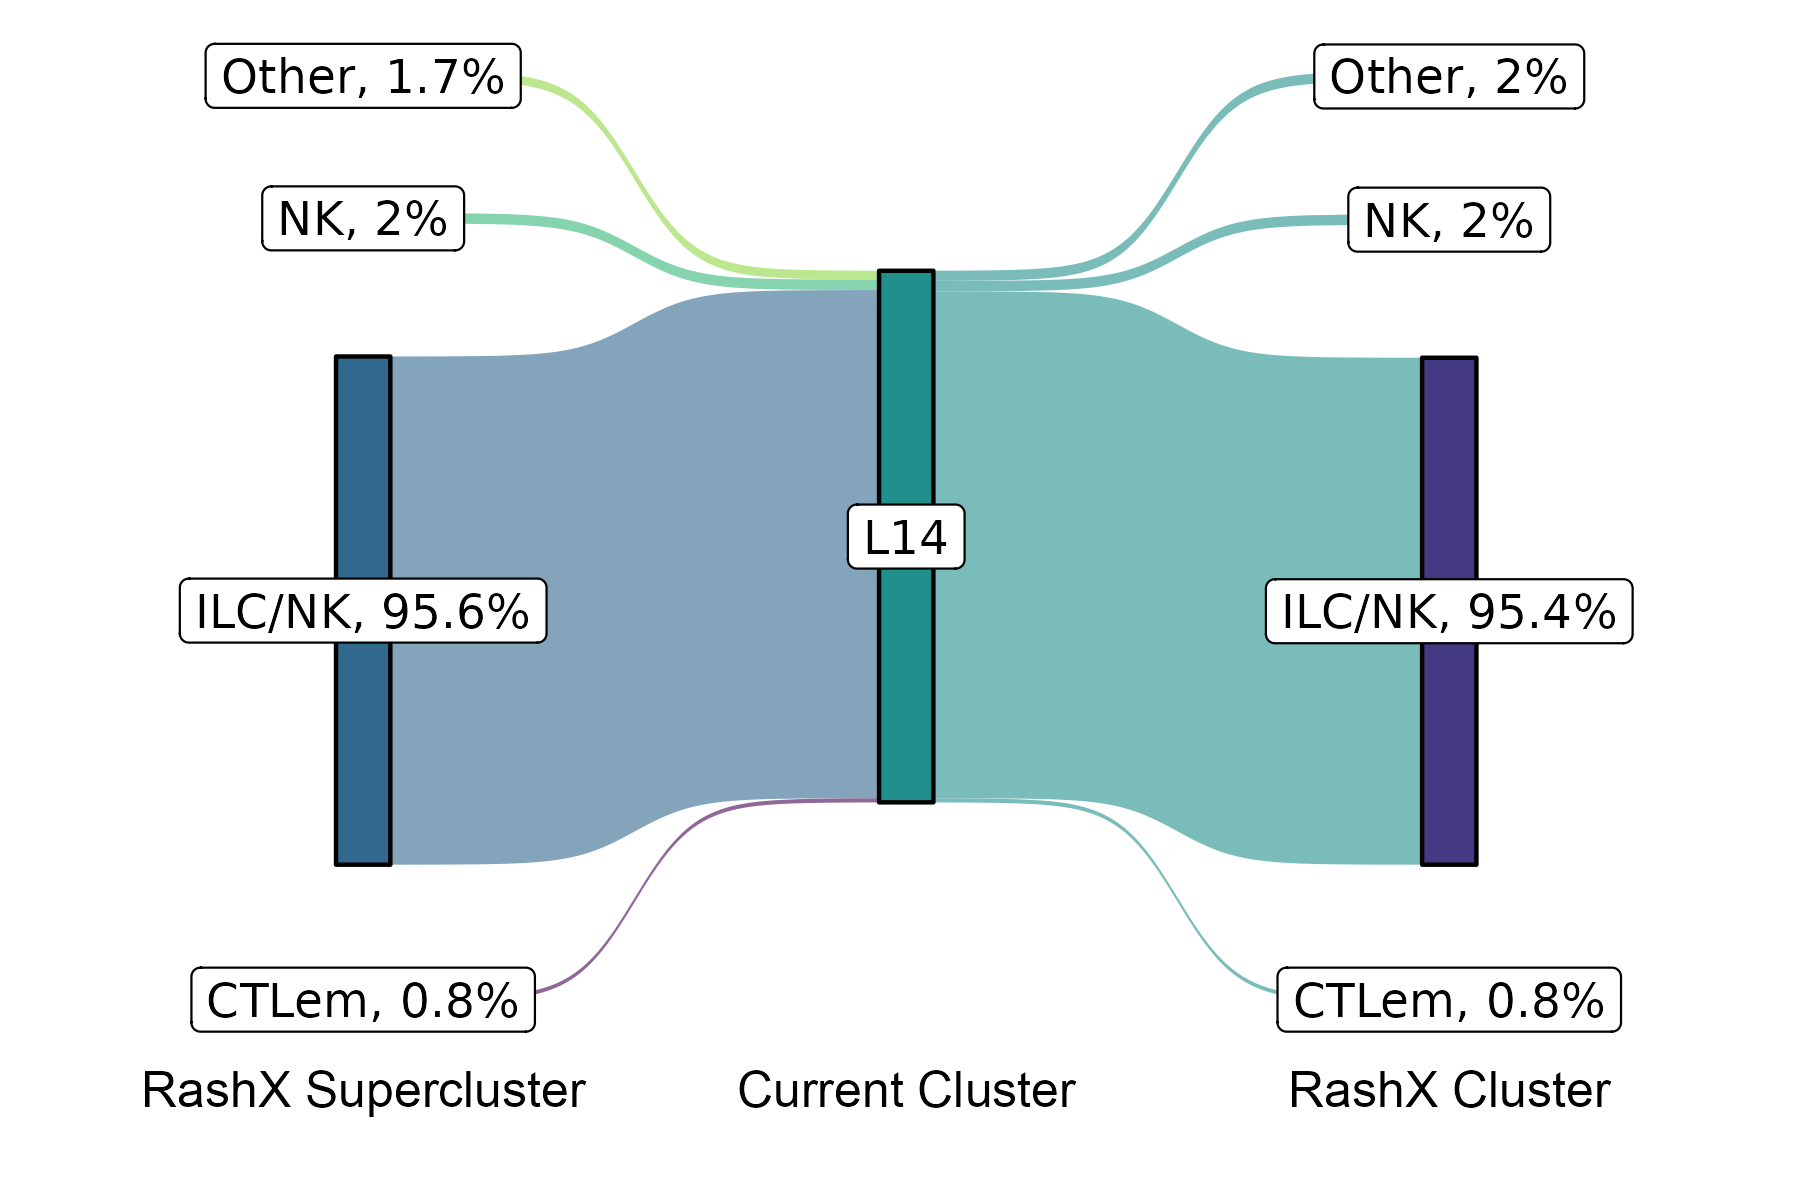 Other, 1.7%
Other, 2%
NK, 2%
NK, 2%
L14
ILC/NK, 95.6%
ILC/NK, 95.4%
CTLem, 0.8%
CTLem, 0.8%
RashX Supercluster
Current Cluster
RashX Cluster